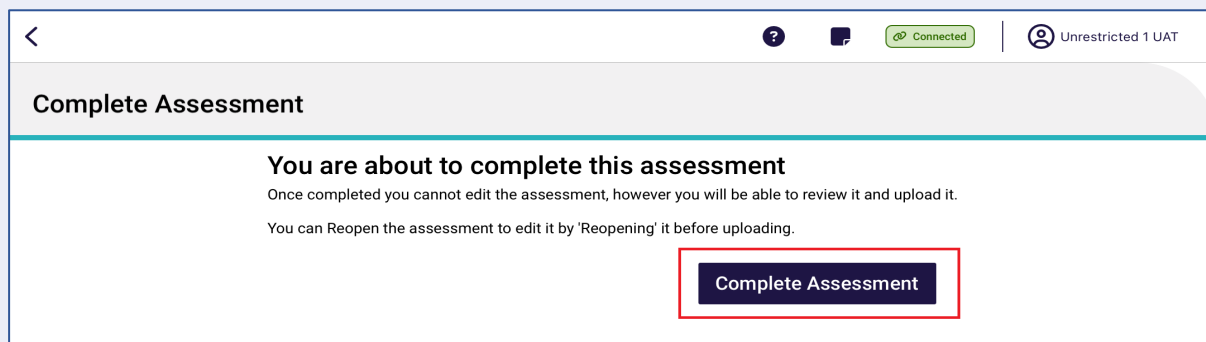 Connected
Unrestricted 1 UAT
Complete Assessment
You are about to complete this assessment
Once completed you cannot edit the assessment, however you will be able to review it and upload it.
You can Reopen the assessment to edit it by 'Reopening' it before uploading.
Complete Assessment